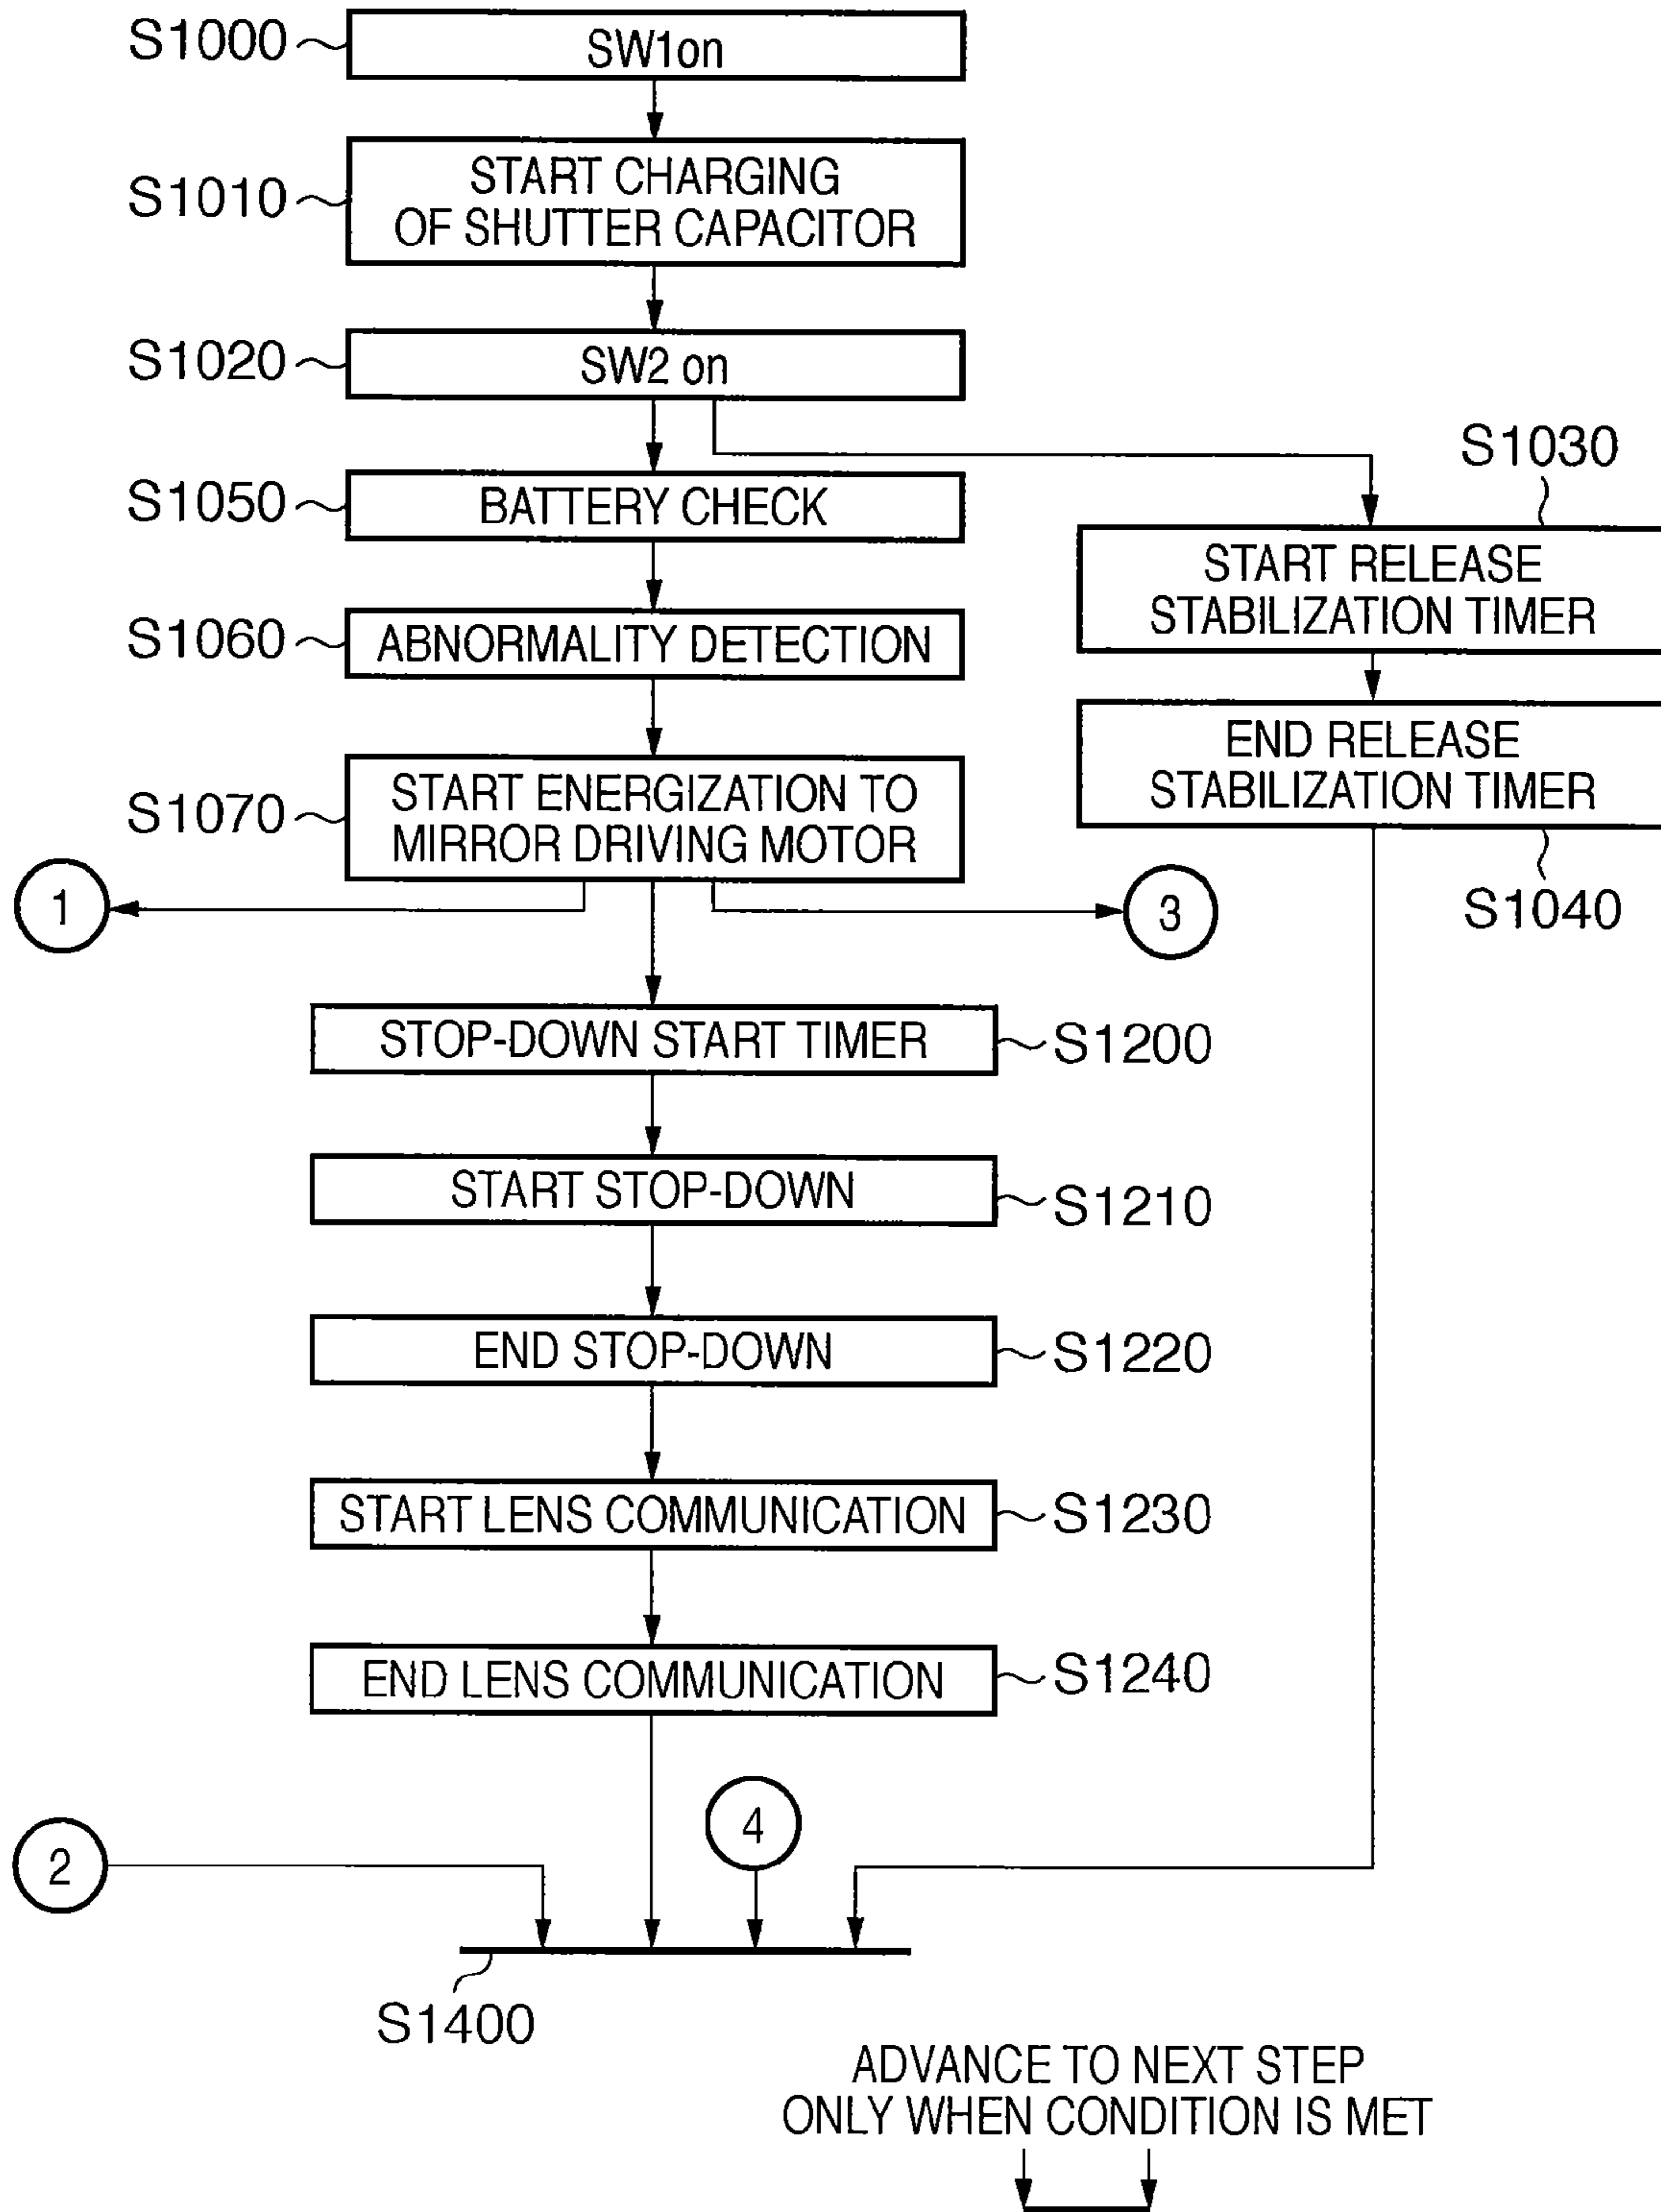 S1000
SW1on
S1010
START CHARGING
OF SHUTTER CAPACITOR
S1020
SW2 on
S1030
S1050
BATTERY CHECK
START RELEASE
STABILIZATION TIMER
S1060
ABNORMALITY DETECTION
END RELEASE
STABILIZATION TIMER
S1070
START ENERGIZATION TO
MIRROR DRIVING MOTOR
S1040
1
3
STOP-DOWN START TIMER
S1200
START STOP-DOWN
S1210
END STOP-DOWN
S1220
START LENS COMMUNICATION
S1230
END LENS COMMUNICATION
S1240
4
2
S1400
ADVANCE TO NEXT STEP
ONLY WHEN CONDITION IS MET